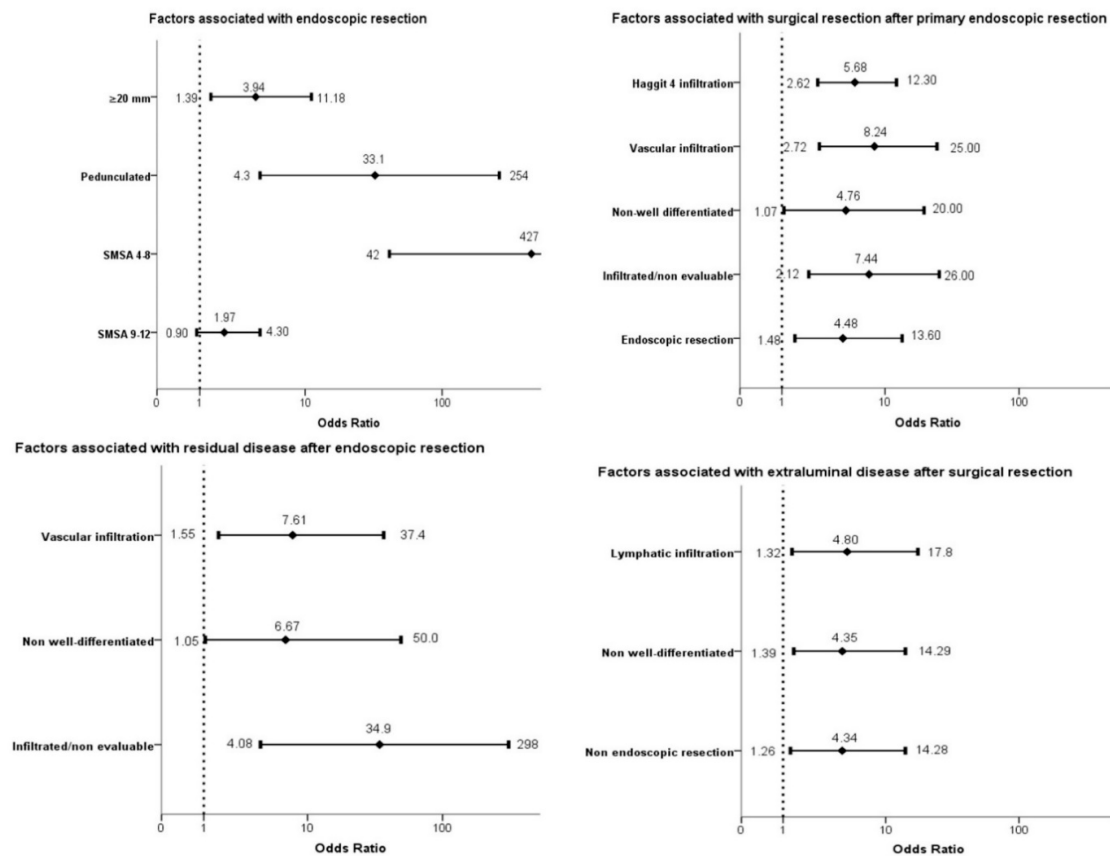 Factors associated with endoscopic resection
≥20 mm
1.39
3.94
11.18
Pedunculated
4.3
33.1
254
SMSA 4-8
42
427
SMSA 9-12
0.90
1.97
4.30
0 1 10 100
Odds Ratio
Factors associated with surgical resection after primary endoscopic resection
Haggit 4 infiltration
2.62
5.68
12.30
Vascular infiltration
2.72
8.24
25.00
Non-well differentiated
1.07
4.76
20.00
Infiltrated/non evaluable
2.12
7.44
26.00
Endoscopic resection
1.48
4.48
13.60
0 1 10 100
Odds Ratio
Factors associated with residual disease after endoscopic resection
Vascular infiltration
1.55
7.61
37.4
Non well-differentiated
1.05
6.67
50.0
Infiltrated/non evaluable
4.08
34.9
298
0 1 10 100
Odds Ratio
Factors associated with extraluminal disease after surgical resection
Lymphatic infiltration
1.32
4.80
17.8
Non well-differentiated
1.39
4.35
14.29
Non endoscopic resection
1.26
4.34
14.28
0 1 10 100
Odds Ratio